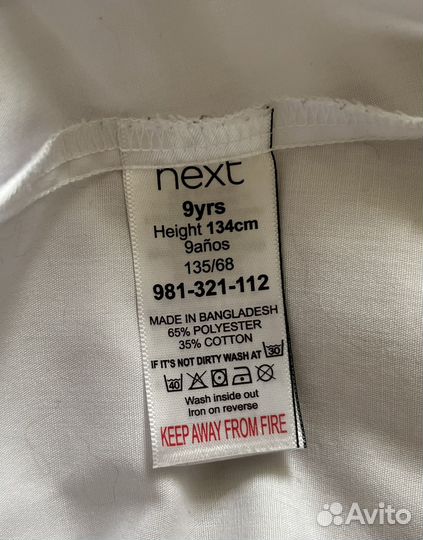 next
9yrs
Height 134cm
9años
135/68
981-321-112
MADE IN BANGLADESH
65% POLYESTER
35% COTTON
IF IT'S NOT DIRTY WASH AT 30
40
Wash inside out
Iron on reverse
KEEP AWAY FROM FIRE
Avito